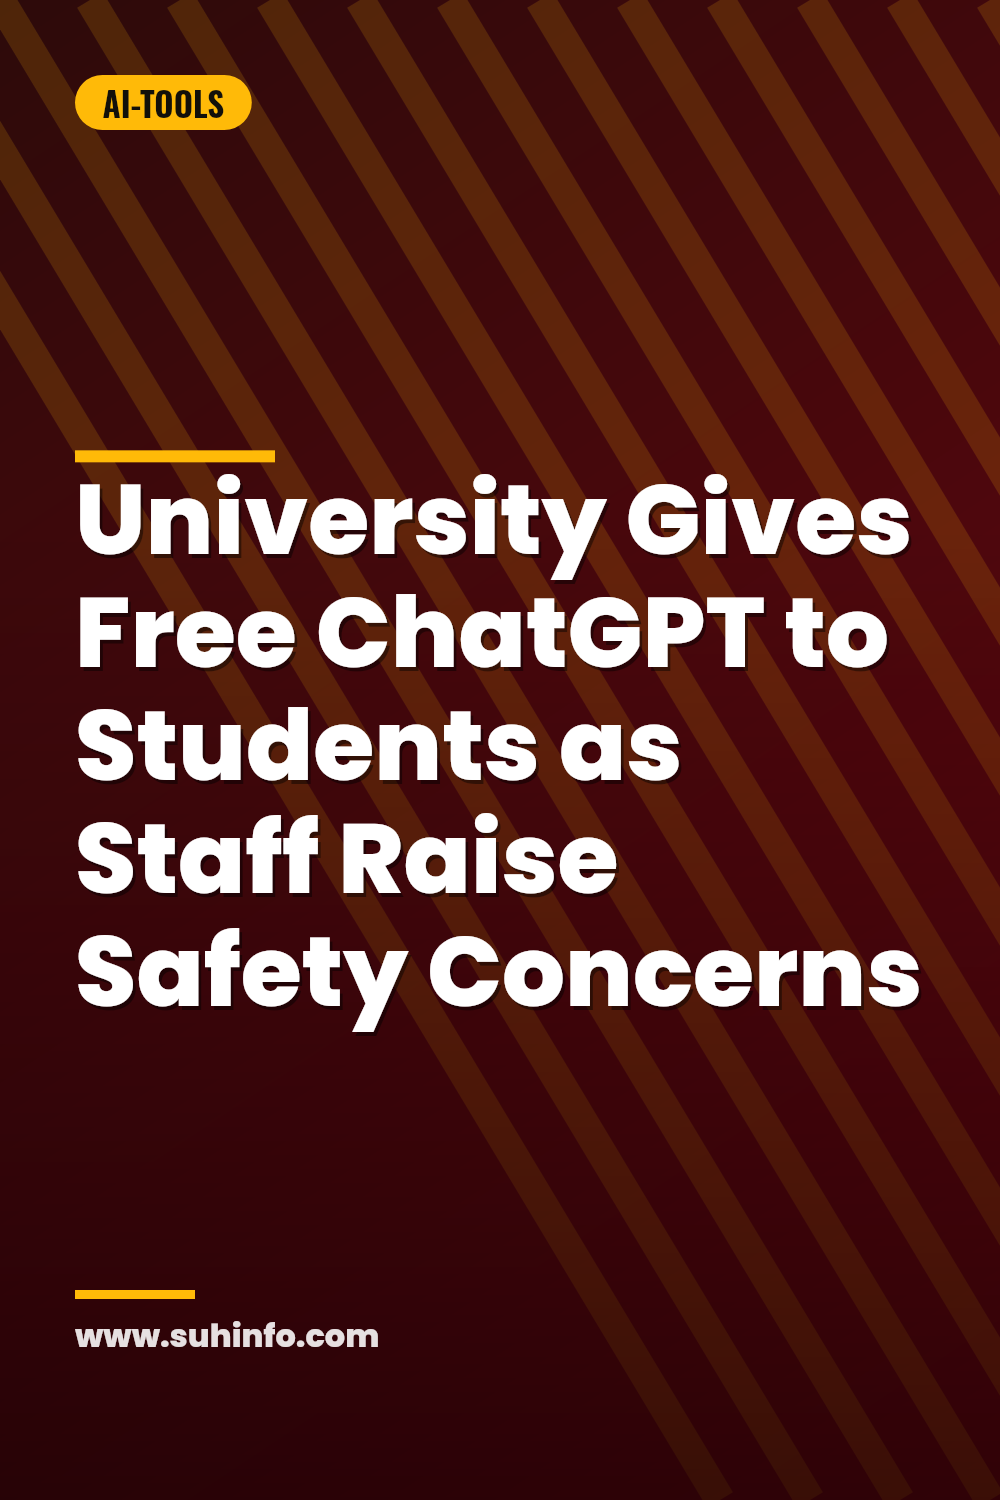 AI-TOOLS
University Gives
Free ChatGPT to
Students as
Staff Raise
Safety Concerns
www.suhinfo.com